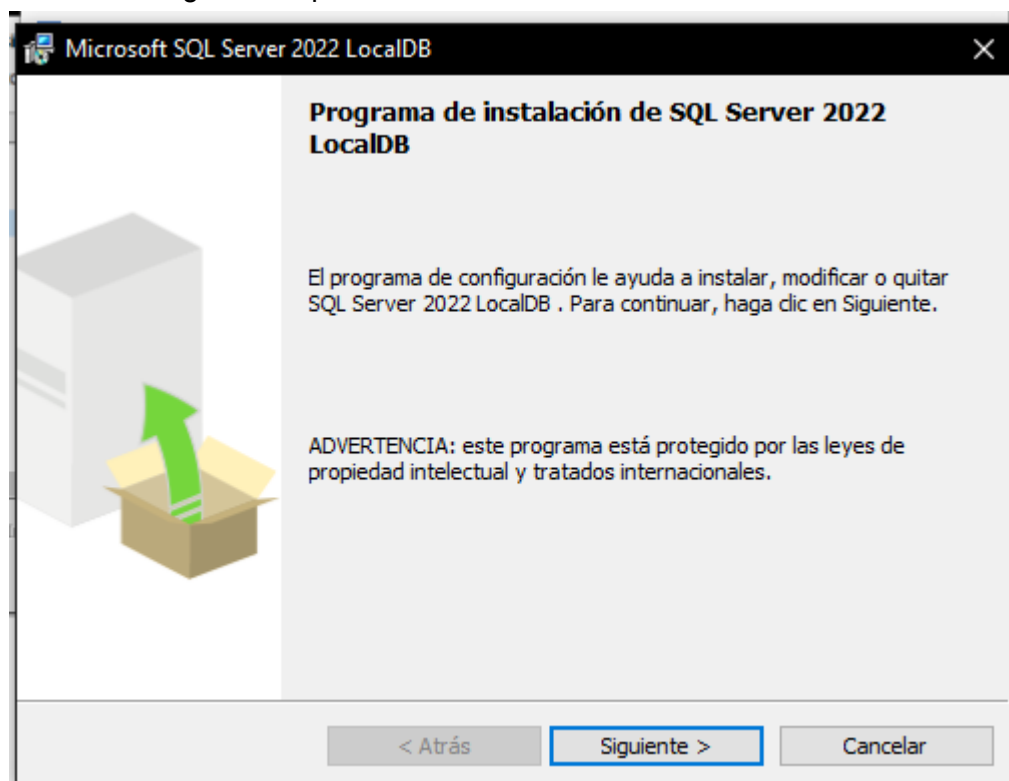 Microsoft SQL Server 2022 LocalDB
Programa de instalación de SQL Server 2022
LocalDB
El programa de configuración le ayuda a instalar, modificar o quitar
SQL Server 2022 LocalDB . Para continuar, haga clic en Siguiente.
ADVERTENCIA: este programa está protegido por las leyes de
propiedad intelectual y tratados internacionales.
< Atrás
Siguiente >
Cancelar